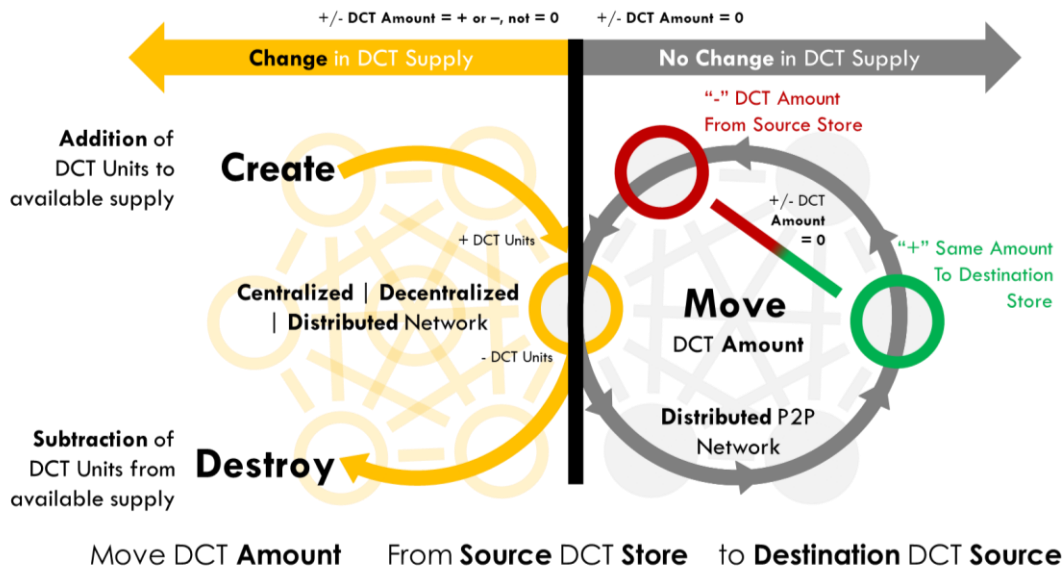 +/- DCT Amount = + or –, not = 0
+/- DCT Amount = 0
Change in DCT Supply
No Change in DCT Supply
Addition of
DCT Units to
available supply
Create
+ DCT Units
Centralized | Decentralized
| Distributed Network
- DCT Units
Subtraction of
DCT Units from
available supply
Destroy
“-” DCT Amount
From Source Store
+/- DCT
Amount
= 0
“+” Same Amount
To Destination
Store
Move
DCT Amount
Distributed P2P
Network
Move DCT Amount From Source DCT Store to Destination DCT Source